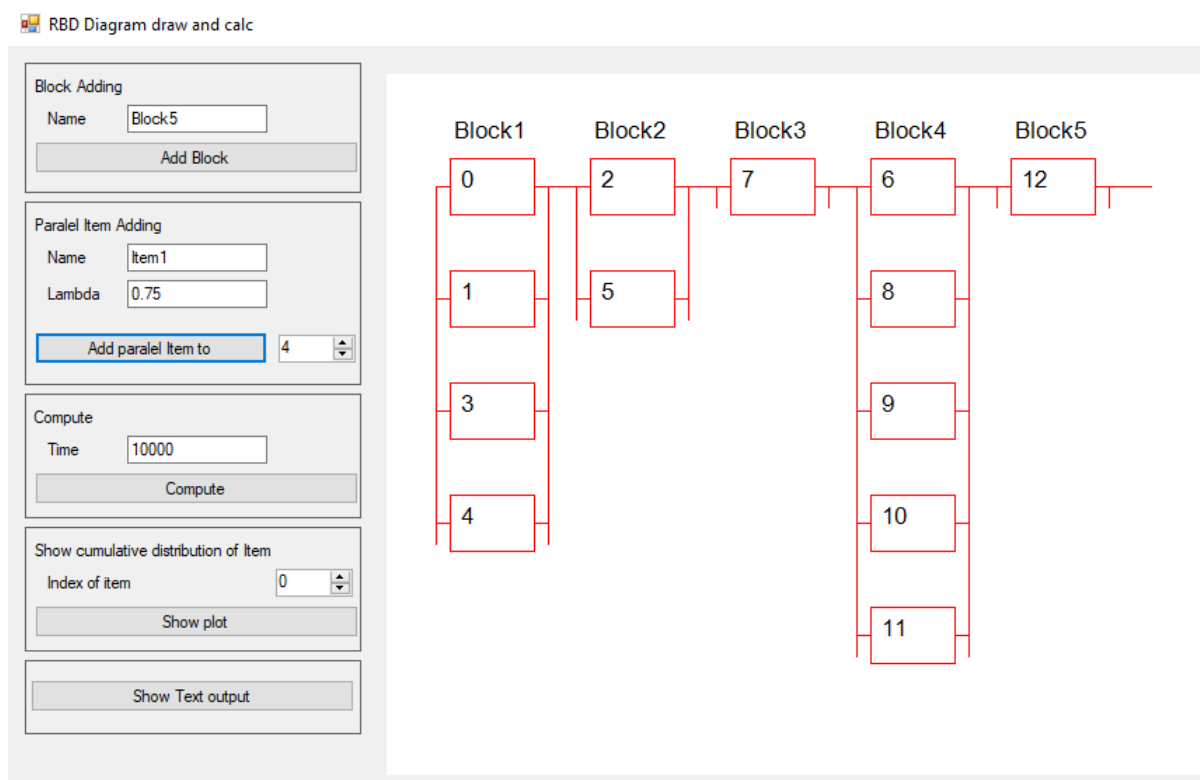 RBD Diagram draw and calc
Block Adding
Name Block5
Add Block
Paralel Item Adding
Name Item1
Lambda 0.75
Add paralel Item to 4
Compute
Time 10000
Compute
Show cumulative distribution of Item
Index of item 0
Show plot
Show Text output
Block1 Block2 Block3 Block4 Block5
0 2 7 6 12
1 5 8
3 9
4 10
11